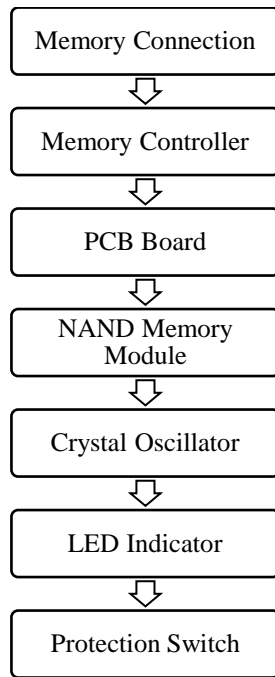 Memory Connection
Memory Controller
PCB Board
NAND Memory
Module
Crystal Oscillator
LED Indicator
Protection Switch